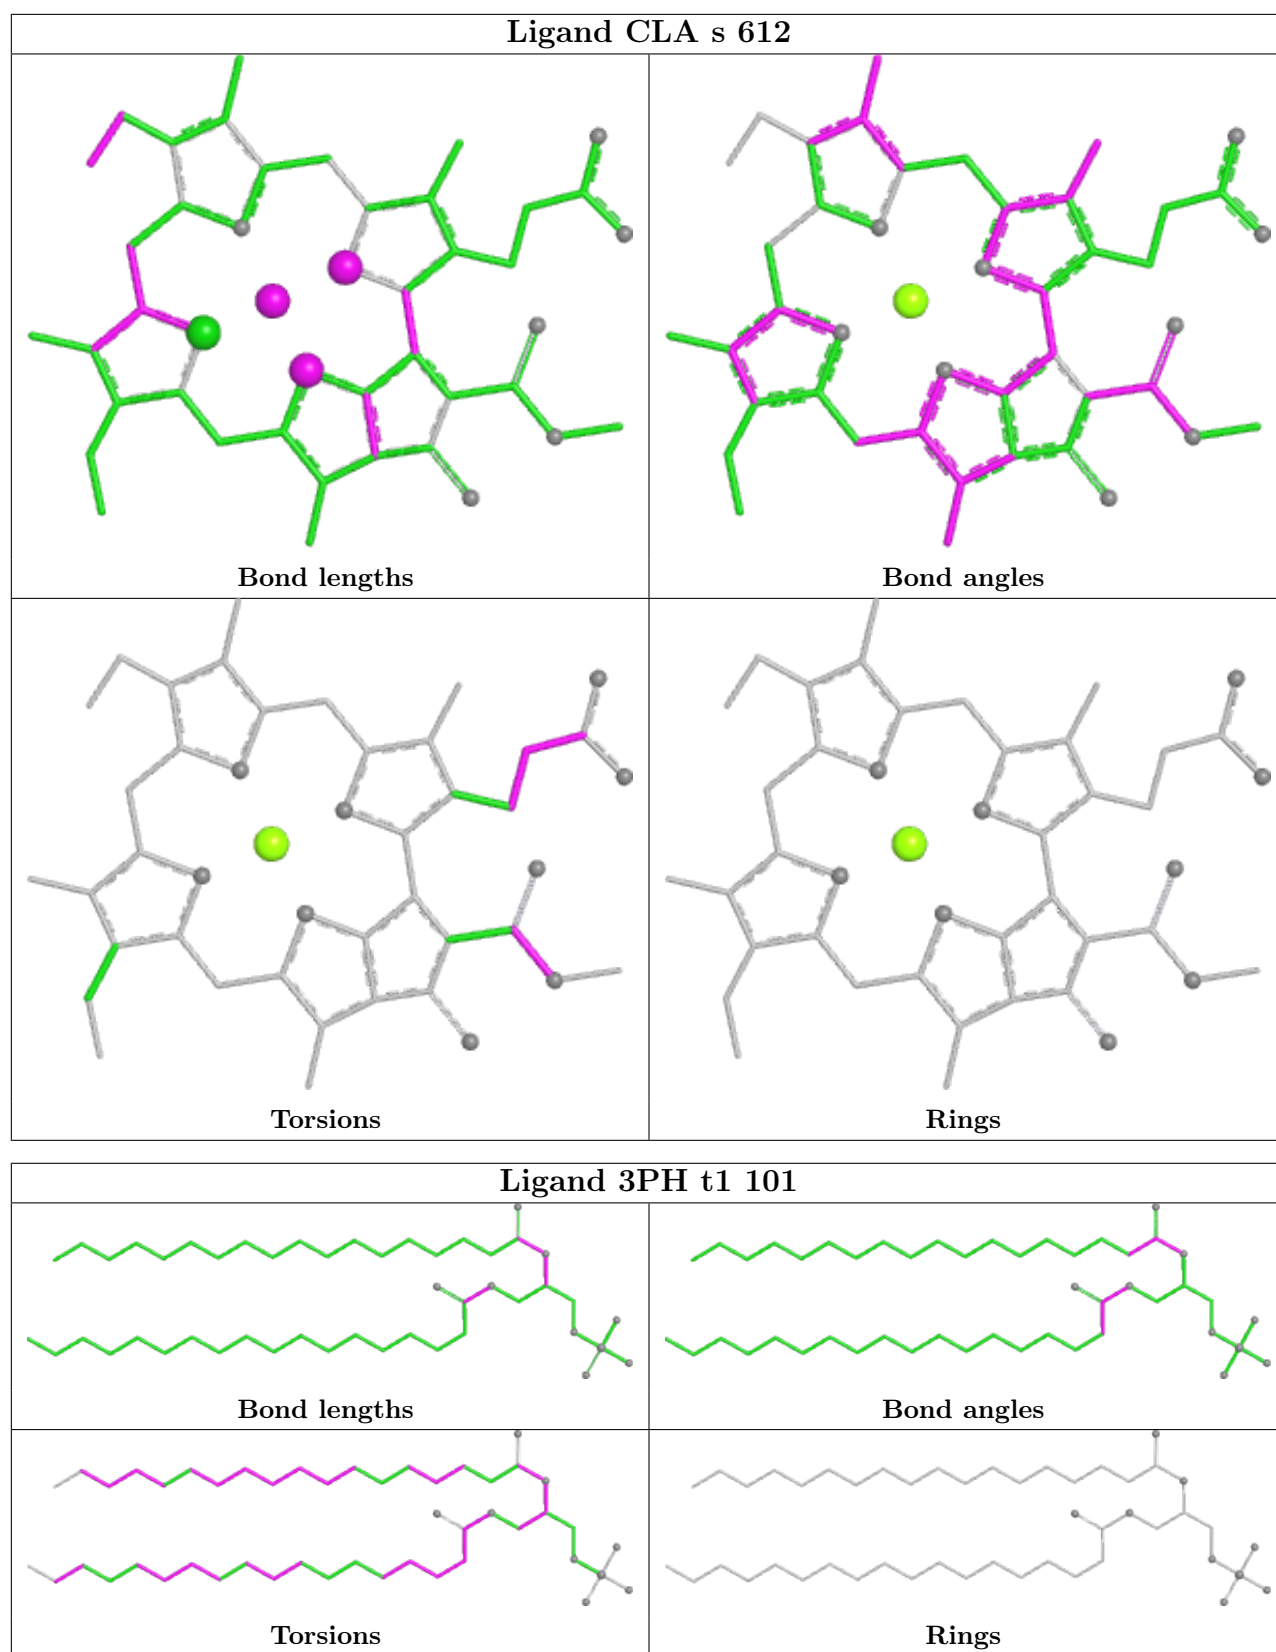 Ligand CLA s 612
Bond lengths
Bond angles
Torsions
Rings
Ligand 3PH t1 101
Bond lengths
Bond angles
Torsions
Rings